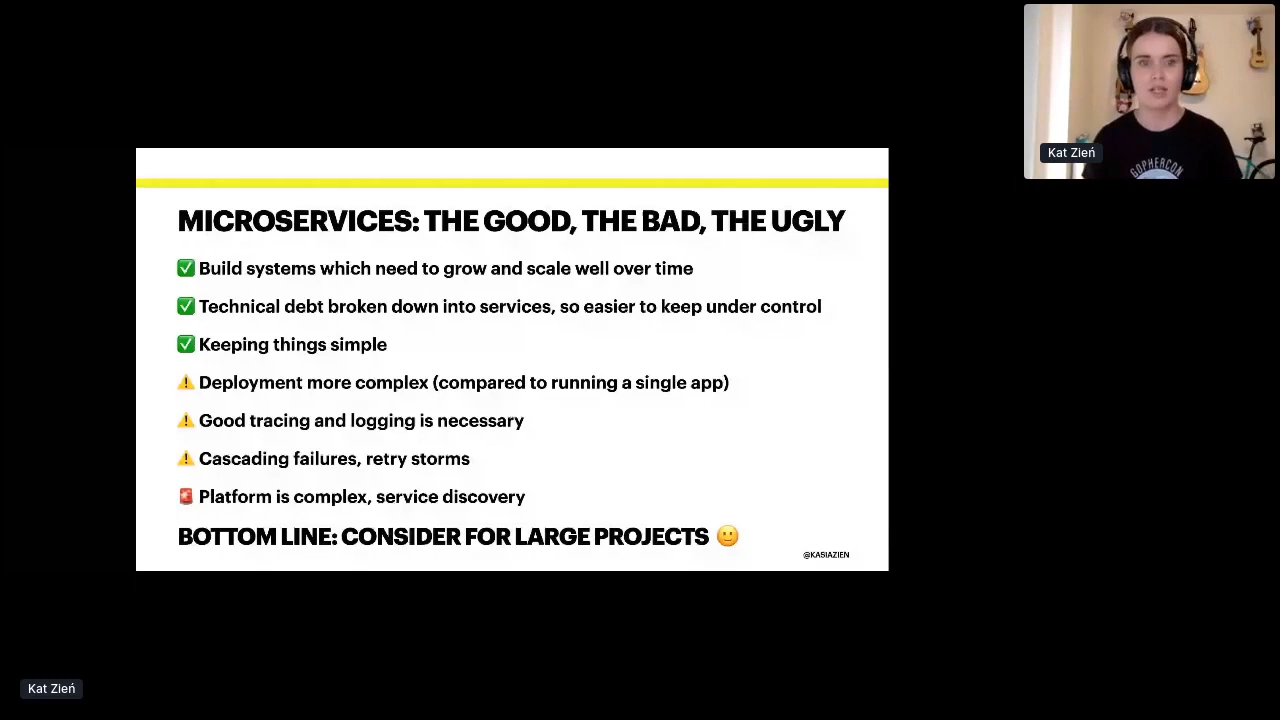 MICROSERVICES: THE GOOD, THE BAD, THE UGLY
✅ Build systems which need to grow and scale well over time
✅ Technical debt broken down into services, so easier to keep under control
✅ Keeping things simple
⚠️ Deployment more complex (compared to running a single app)
⚠️ Good tracing and logging is necessary
⚠️ Cascading failures, retry storms
🚨 Platform is complex, service discovery
BOTTOM LINE: CONSIDER FOR LARGE PROJECTS 🙂
@KASIAZIEN
Kat Zień
GOPHERCON
Kat Zień